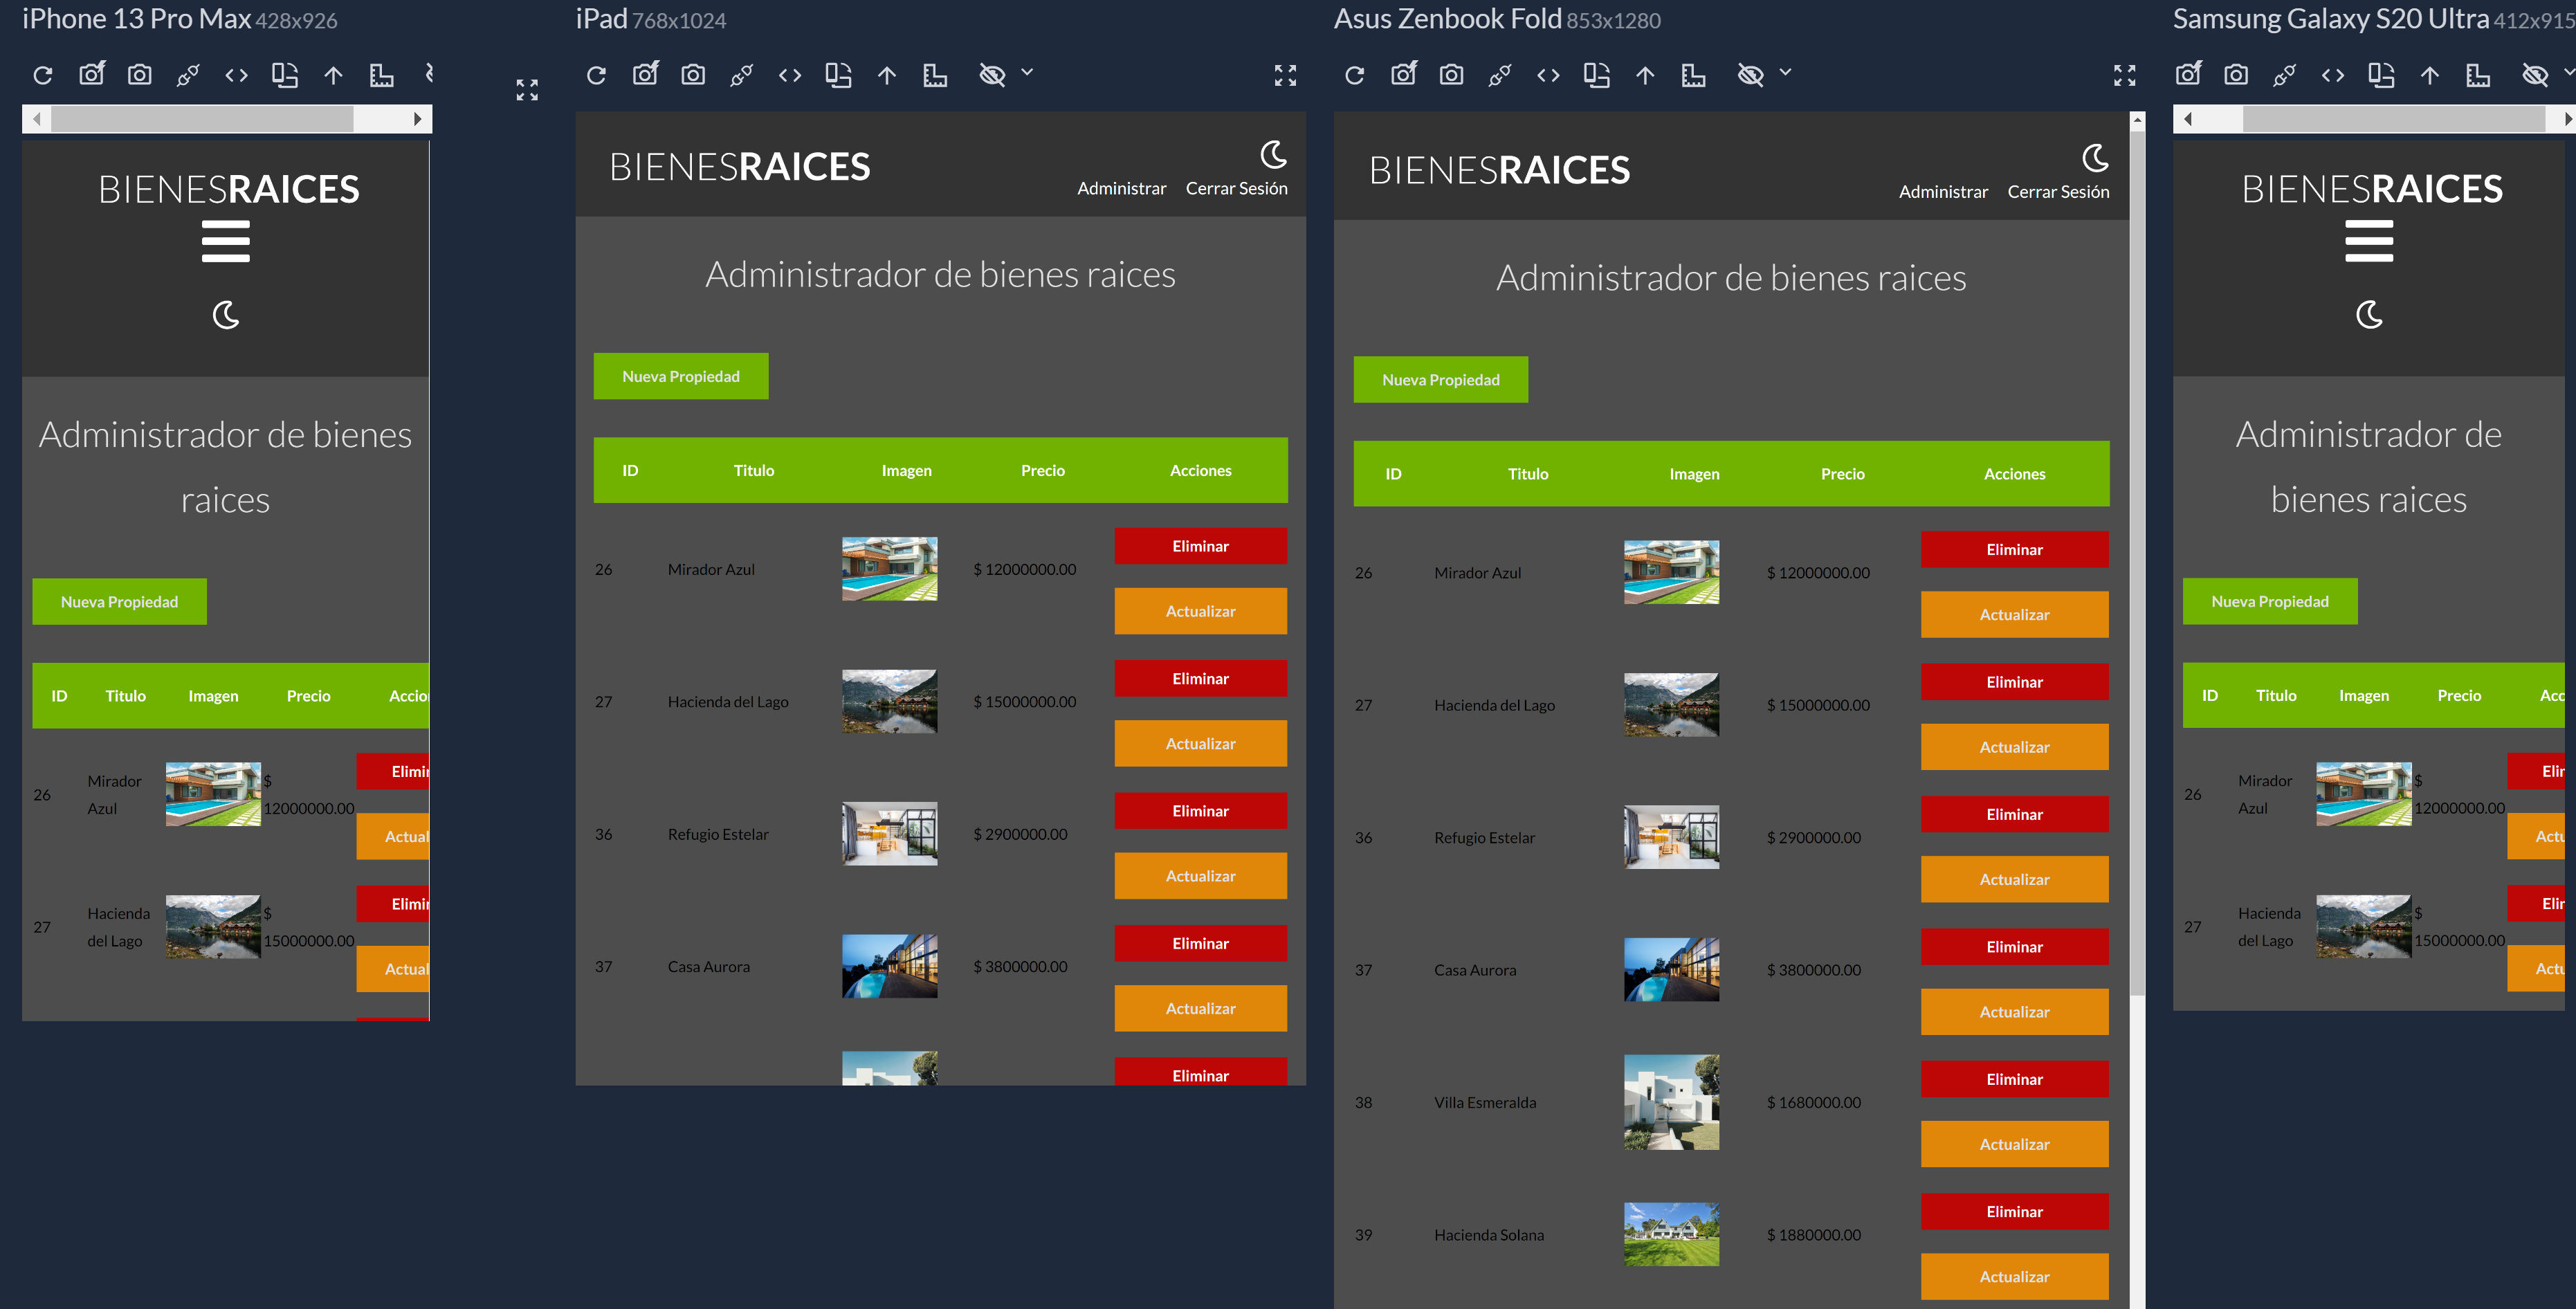 iPhone 13 Pro Max 428x926
BIENESRAICES
Administrador de bienes
raices
Nueva Propiedad
ID Titulo Imagen Precio Accio
26 Mirador Azul $ 12000000.00 Elimi
Actual
27 Hacienda del Lago $ 15000000.00 Elimi
Actual
iPad 768x1024
BIENESRAICES
Administrar Cerrar Sesión
Administrador de bienes raices
Nueva Propiedad
ID Titulo Imagen Precio Acciones
26 Mirador Azul $ 12000000.00 Eliminar
Actualizar
27 Hacienda del Lago $ 15000000.00 Eliminar
Actualizar
36 Refugio Estelar $ 2900000.00 Eliminar
Actualizar
37 Casa Aurora $ 3800000.00 Eliminar
Actualizar
Eliminar
Asus Zenbook Fold 853x1280
BIENESRAICES
Administrar Cerrar Sesión
Administrador de bienes raices
Nueva Propiedad
ID Titulo Imagen Precio Acciones
26 Mirador Azul $ 12000000.00 Eliminar
Actualizar
27 Hacienda del Lago $ 15000000.00 Eliminar
Actualizar
36 Refugio Estelar $ 2900000.00 Eliminar
Actualizar
37 Casa Aurora $ 3800000.00 Eliminar
Actualizar
38 Villa Esmeralda $ 1680000.00 Eliminar
Actualizar
39 Hacienda Solana $ 1880000.00 Eliminar
Actualizar
Samsung Galaxy S20 Ultra 412x915
BIENESRAICES
Administrador de
bienes raices
Nueva Propiedad
ID Titulo Imagen Precio Acc
26 Mirador Azul $ 12000000.00 Elir
Actu
27 Hacienda del Lago $ 15000000.00 Elir
Actu